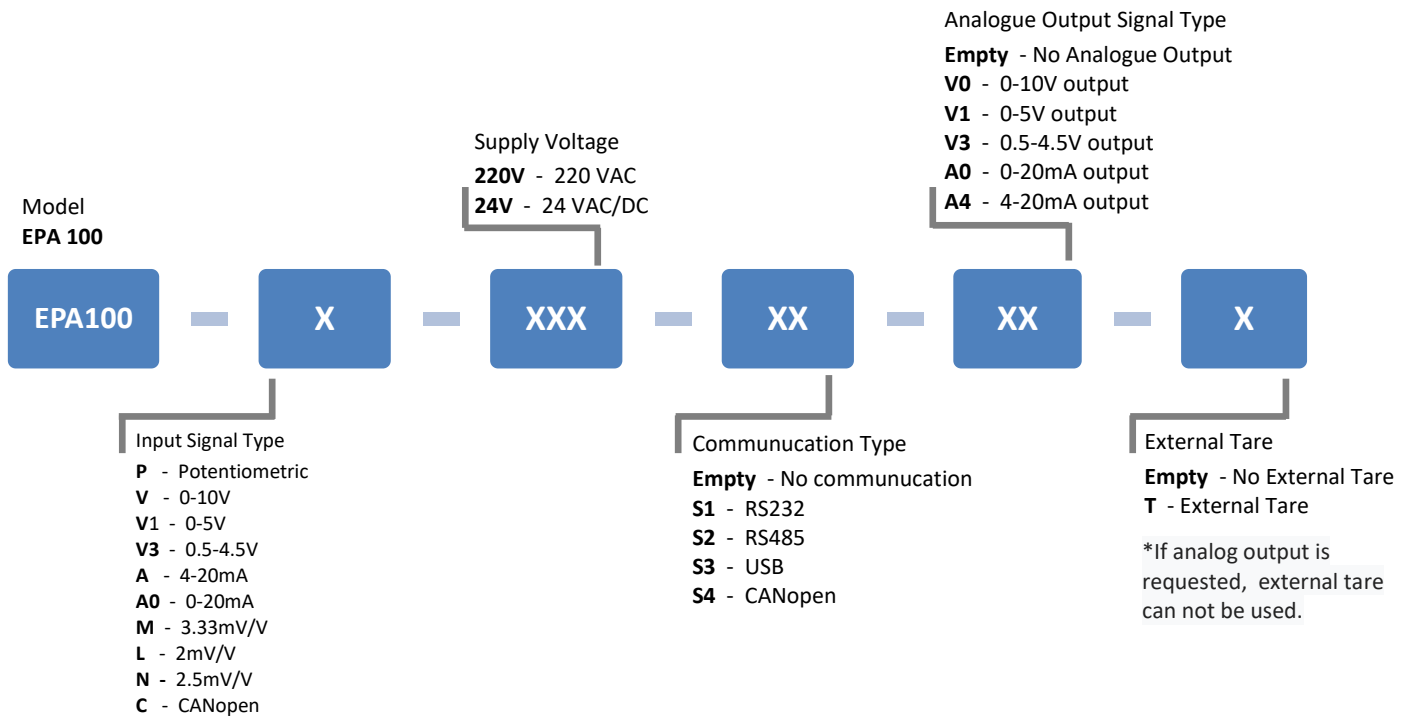 Analogue Output Signal Type
Empty - No Analogue Output
V0 - 0-10V output
V1 - 0-5V output
V3 - 0.5-4.5V output
A0 - 0-20mA output
A4 - 4-20mA output
Supply Voltage
220V - 220 VAC
24V - 24 VAC/DC
Model
EPA 100
EPA100 - X - XXX - XX - XX - X
Input Signal Type
P - Potentiometric
V - 0-10V
V1 - 0-5V
V3 - 0.5-4.5V
A - 4-20mA
A0 - 0-20mA
M - 3.33mV/V
L - 2mV/V
N - 2.5mV/V
C - CANopen
Communucation Type
Empty - No communucation
S1 - RS232
S2 - RS485
S3 - USB
S4 - CANopen
External Tare
Empty - No External Tare
T - External Tare
*If analog output is
requested, external tare
can not be used.